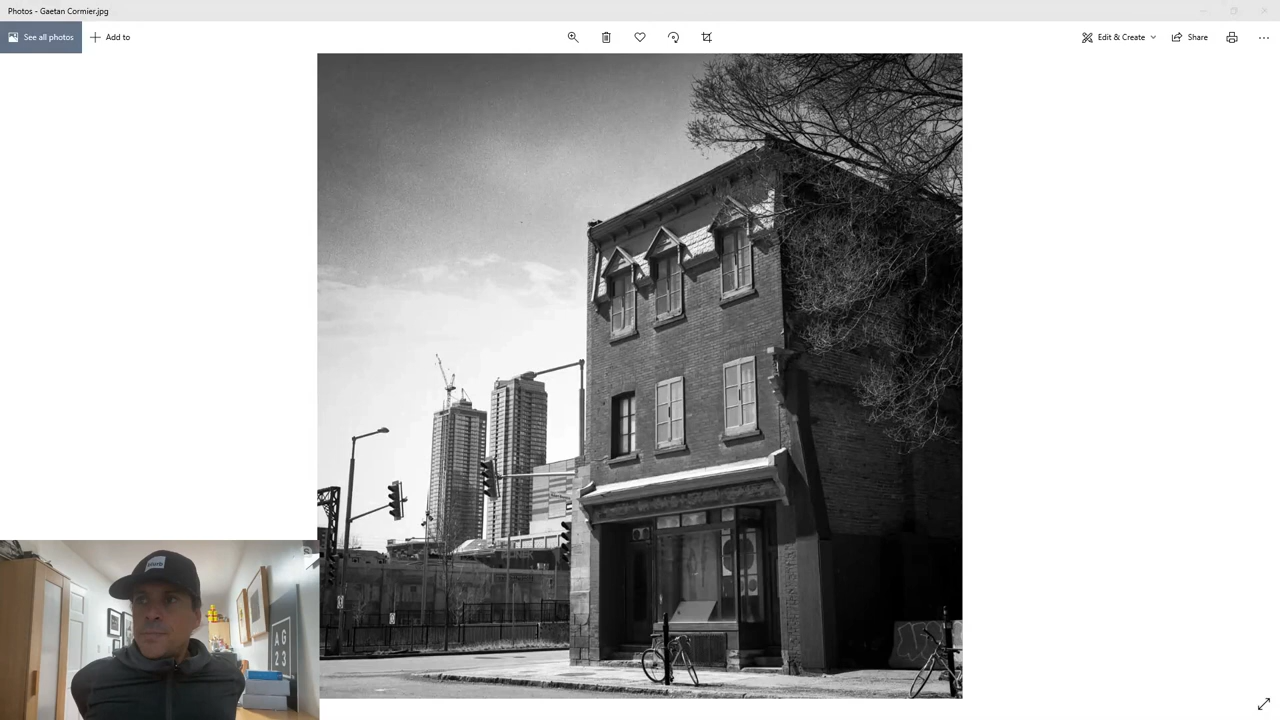 Photos - Gaetan Cormier.jpg
See all photos
Add to
Edit & Create
Share
AG
23